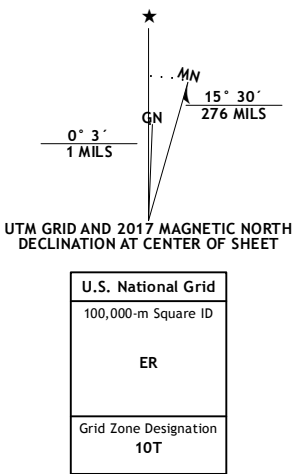 ★
MN
GN
15° 30´
276 MILS
0° 3´
1 MILS
UTM GRID AND 2017 MAGNETIC NORTH
DECLINATION AT CENTER OF SHEET
U.S. National Grid
100,000-m Square ID
ER
Grid Zone Designation
10T